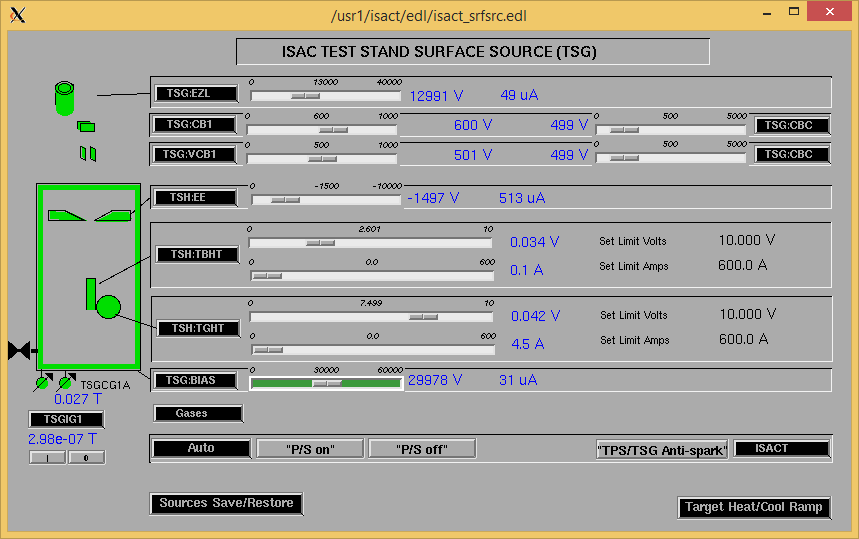 /usr1/isact/edl/isact_srfsrc.edl
ISAC TEST STAND SURFACE SOURCE (TSG)
0 13000 40000
TSG:EZL 12991 V 49 uA
0 600 1000 0 500 5000
TSG:CB1 600 V 499 V TSG:CBC
0 500 1000 0 500 5000
TSG:VCB1 501 V 499 V TSG:CBC
0 -1500 -10000
TSH:EE -1497 V 513 uA
0 2.601 10
TSH:TBHT 0.034 V Set Limit Volts 10.000 V
0 0.0 600
0.1 A Set Limit Amps 600.0 A
0 7.499 10
TSH:TGHT 0.042 V Set Limit Volts 10.000 V
0 0.0 600
4.5 A Set Limit Amps 600.0 A
0 30000 60000
TSG:BIAS 29978 V 31 uA
TSGCG1A
0.027 T
TSGIG1
2.98e-07 T
I 0
Gases
Auto "P/S on" "P/S off" "TPS/TSG Anti-spark" ISACT
Sources Save/Restore
Target Heat/Cool Ramp